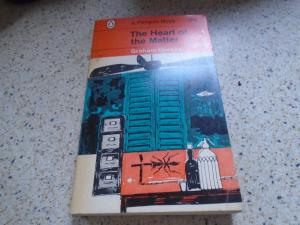 a Penguin Book
The Heart of
the Matter
Graham Greene